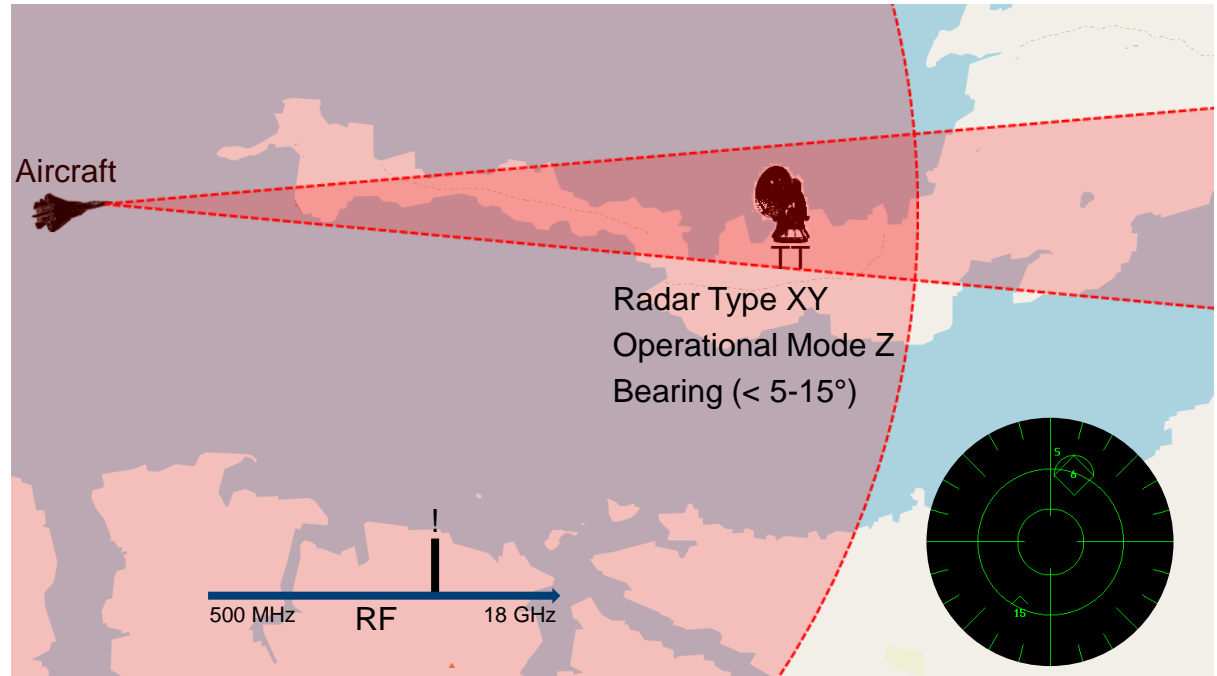 Aircraft
Radar Type XY
Operational Mode Z
Bearing (< 5-15°)
!
500 MHz
RF
18 GHz
5
6
15